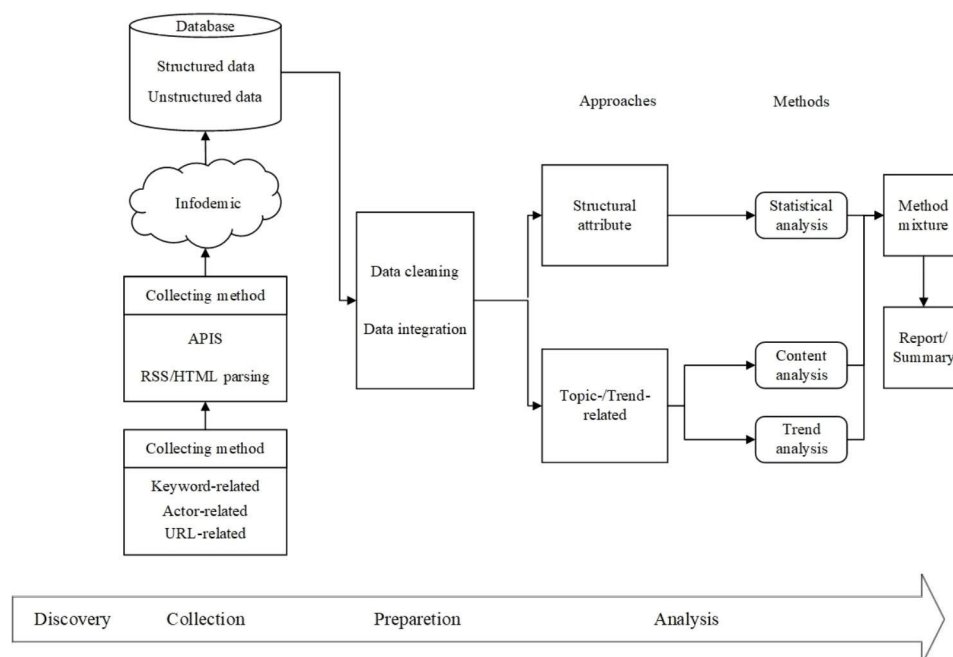 Database
Structured data
Unstructured data
Infodemic
Collecting method
APIS
RSS/HTML parsing
Collecting method
Keyword-related
Actor-related
URL-related
Data cleaning
Data integration
Approaches
Structural
attribute
Topic-/Trend-
related
Methods
Statistical
analysis
Content
analysis
Trend
analysis
Method
mixture
Report/
Summary
Discovery
Collection
Preparetion
Analysis